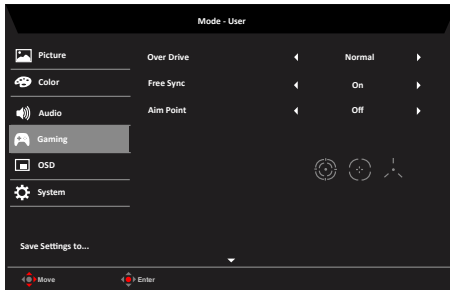 Mode - User
Picture
Over Drive Normal
Color
Free Sync On
Audio
Aim Point Off
Gaming
OSD
System
Save Settings to...
Move Enter